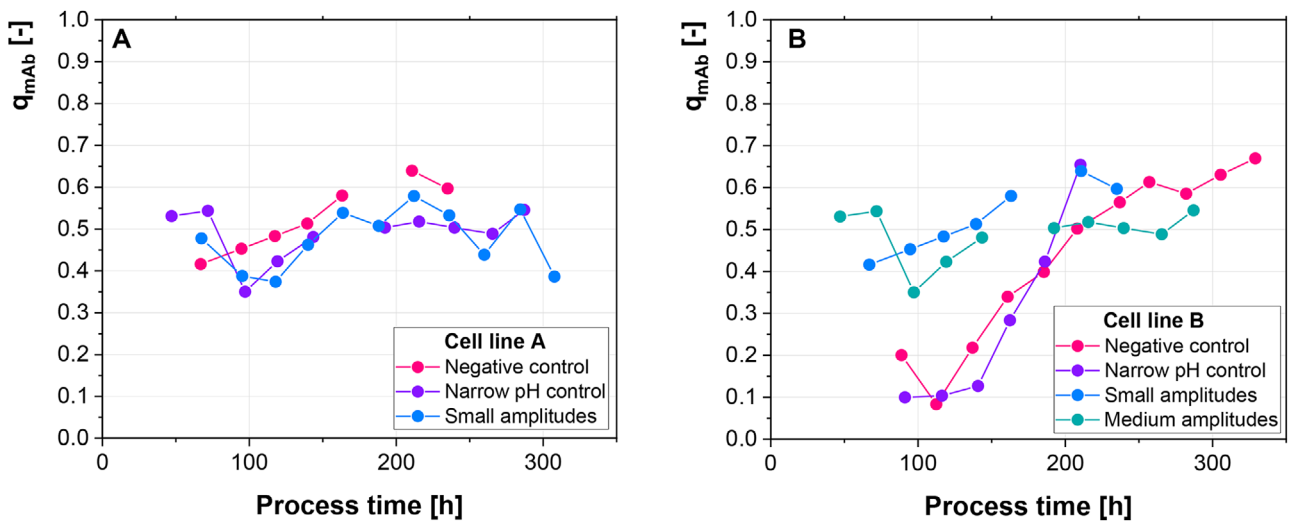 A
q_mAb [-]
1.0
0.9
0.8
0.7
0.6
0.5
0.4
0.3
0.2
0.1
0.0
0
100
200
300
Process time [h]
Cell line A
Negative control
Narrow pH control
Small amplitudes
B
q_mAb [-]
1.0
0.9
0.8
0.7
0.6
0.5
0.4
0.3
0.2
0.1
0.0
0
100
200
300
Process time [h]
Cell line B
Negative control
Narrow pH control
Small amplitudes
Medium amplitudes